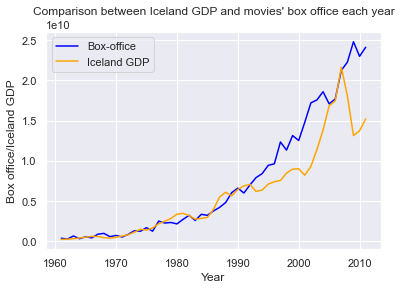 Comparison between Iceland GDP and movies' box office each year
1e10
Box-office
Iceland GDP
2.5
2.0
1.5
1.0
0.5
0.0
Box office/Iceland GDP
1960 1970 1980 1990 2000 2010
Year